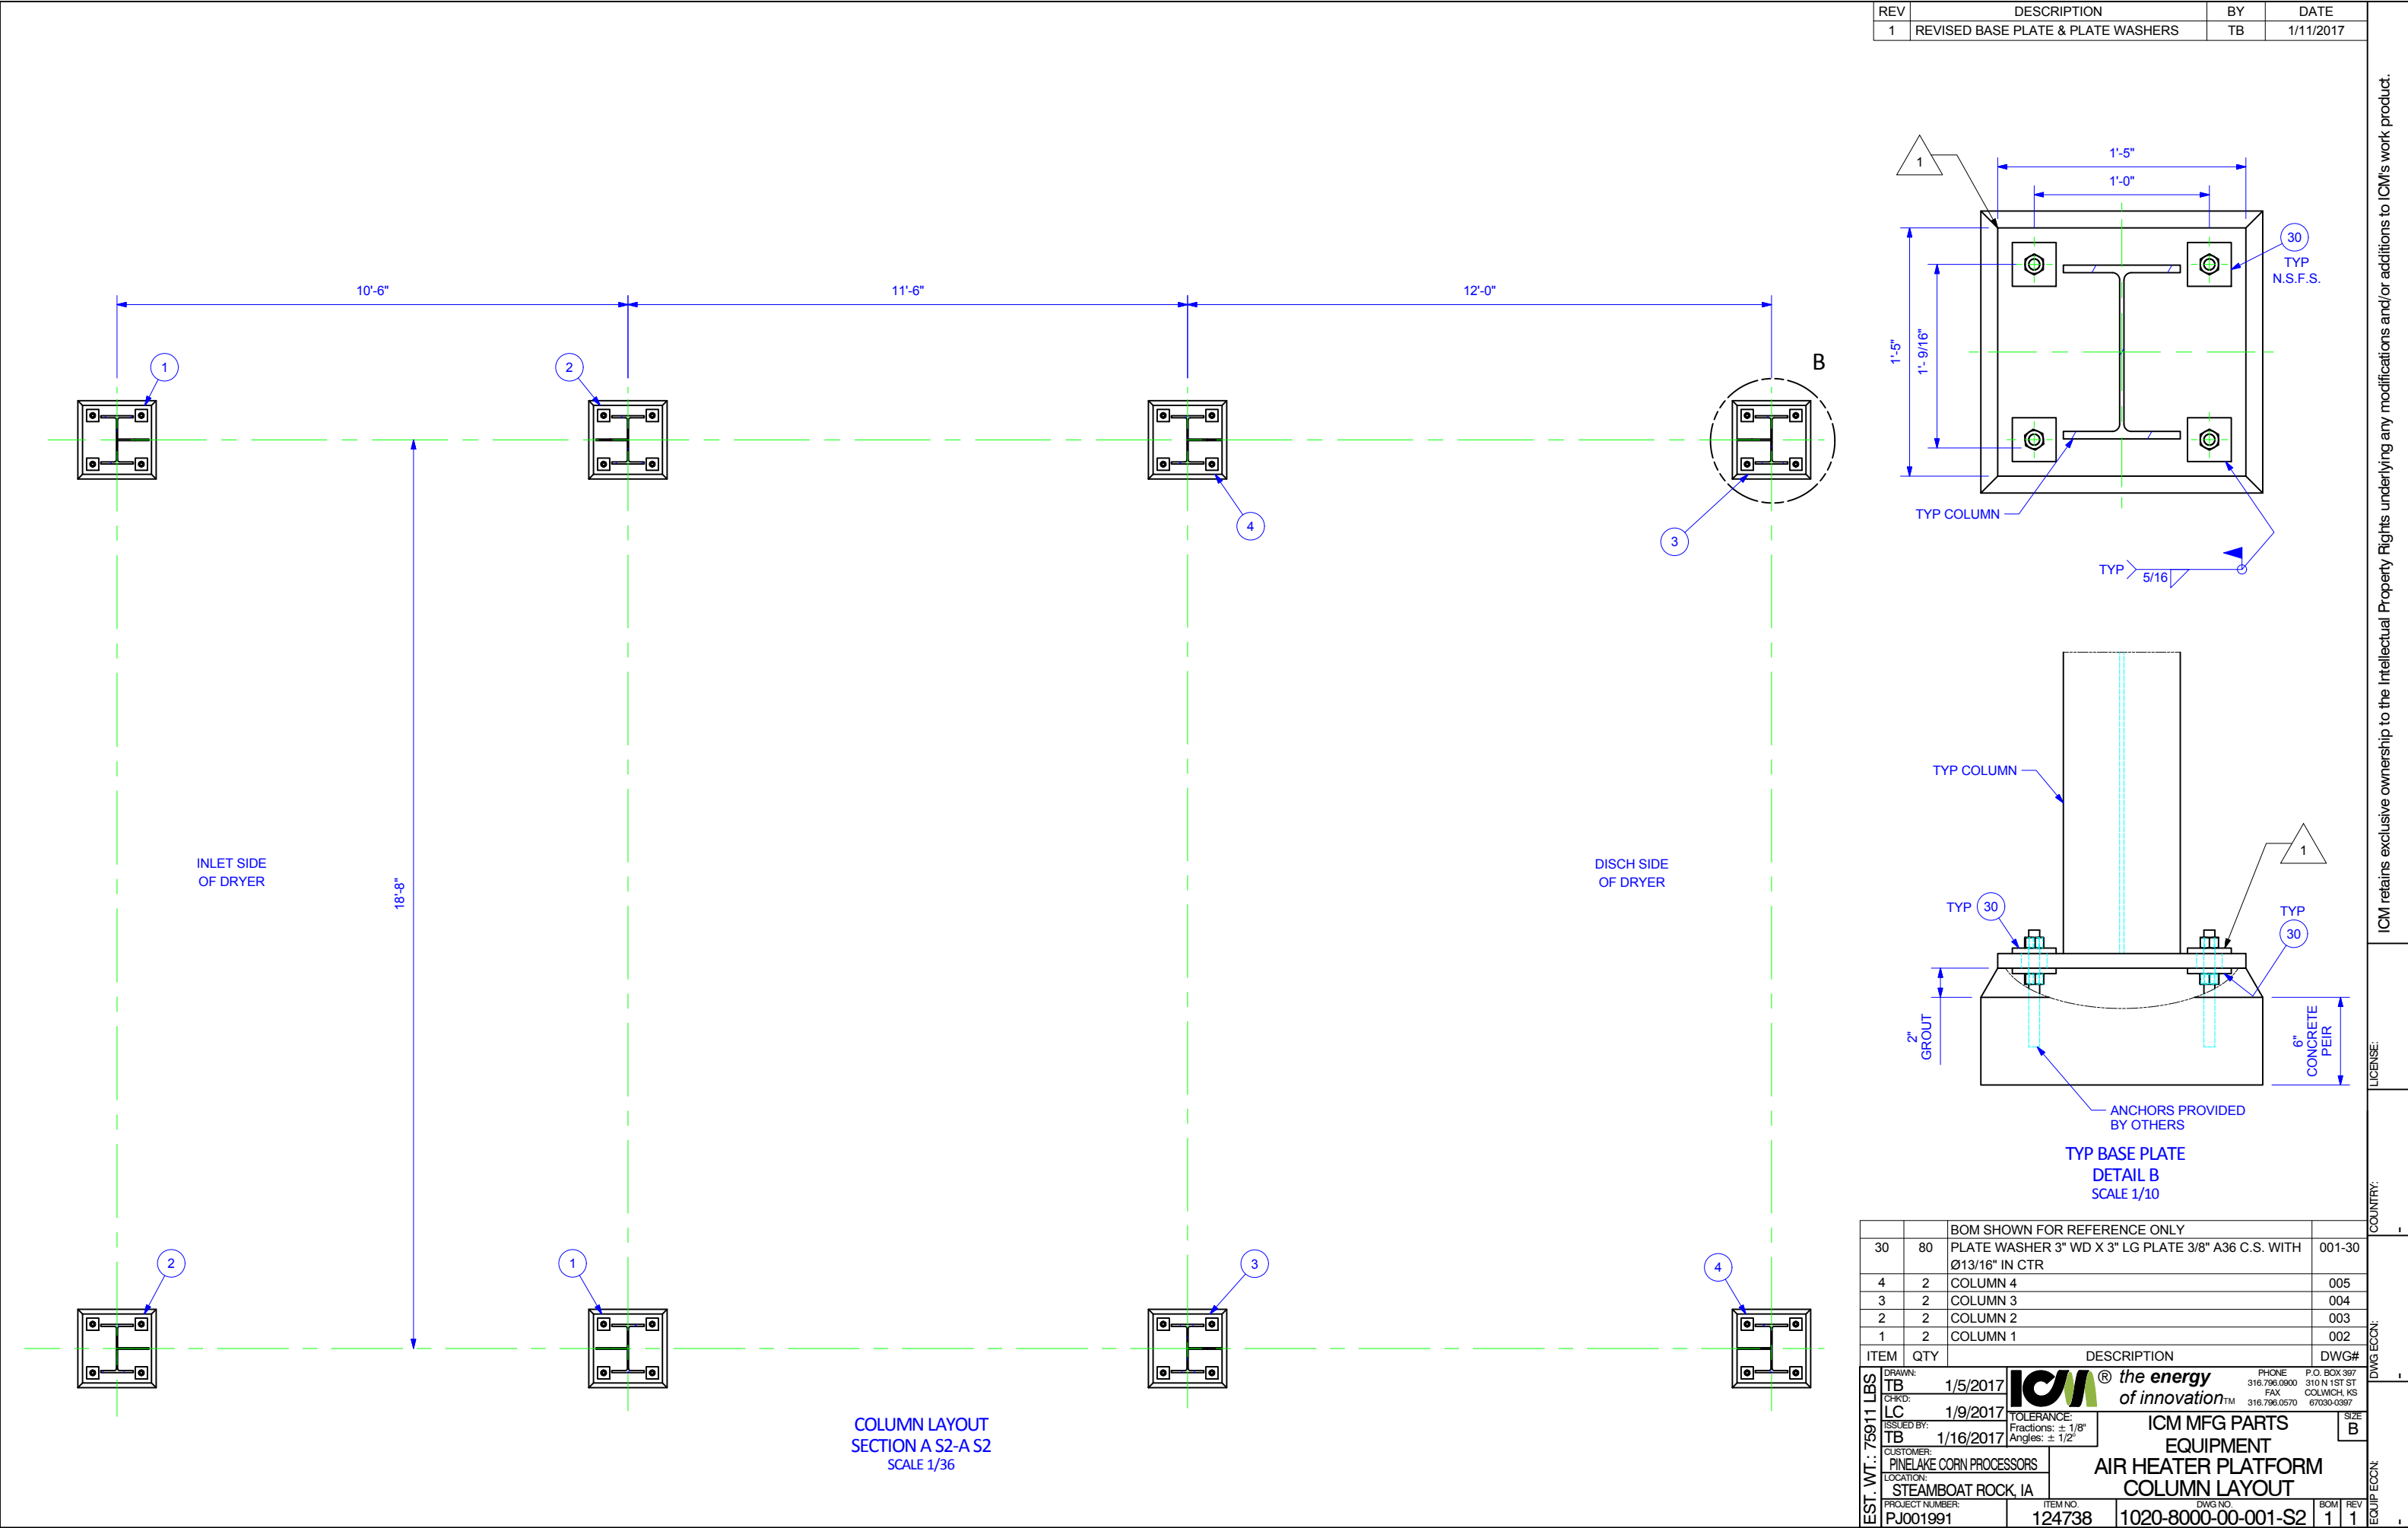 REV DESCRIPTION BY DATE
1 REVISED BASE PLATE & PLATE WASHERS TB 1/11/2017
10'-6"
11'-6"
12'-0"
1
2
B
4
3
18'-8"
INLET SIDE
OF DRYER
DISCH SIDE
OF DRYER
2
1
3
4
COLUMN LAYOUT
SECTION A S2-A S2
SCALE 1/36
1
1'-5"
1'-0"
30
TYP
N.S.F.S.
1'-5"
1'- 9/16"
TYP COLUMN
TYP 5/16
TYP COLUMN
1
TYP 30
TYP
30
2"
GROUT
6"
CONCRETE
PEIR
ANCHORS PROVIDED
BY OTHERS
TYP BASE PLATE
DETAIL B
SCALE 1/10
BOM SHOWN FOR REFERENCE ONLY
30 80 PLATE WASHER 3" WD X 3" LG PLATE 3/8" A36 C.S. WITH 001-30
Ø13/16" IN CTR
4 2 COLUMN 4 005
3 2 COLUMN 3 004
2 2 COLUMN 2 003
1 2 COLUMN 1 002
ITEM QTY DESCRIPTION DWG#
EST. WT.: 75911 LBS
DRAWN:
TB 1/5/2017
CHK'D:
LC 1/9/2017
ISSUED BY:
TB 1/16/2017
CUSTOMER:
PINELAKE CORN PROCESSORS
LOCATION:
STEAMBOAT ROCK, IA
PROJECT NUMBER:
PJ001991
ICM® the energy
of innovation™
PHONE
316.796.0900
FAX
316.796.0570
P.O. BOX 397
310 N 1ST ST
COLWICH, KS
67030-0397
TOLERANCE:
Fractions: ± 1/8"
Angles: ± 1/2°
ICM MFG PARTS
EQUIPMENT
AIR HEATER PLATFORM
COLUMN LAYOUT
SIZE
B
ITEM NO.
124738
DWG NO.
1020-8000-00-001-S2
BOM
1
REV
1
ICM retains exclusive ownership to the Intellectual Property Rights underlying any modifications and/or additions to ICM's work product.
LICENSE:
COUNTRY:
-
DWG ECCN:
-
EQUIP ECCN:
-